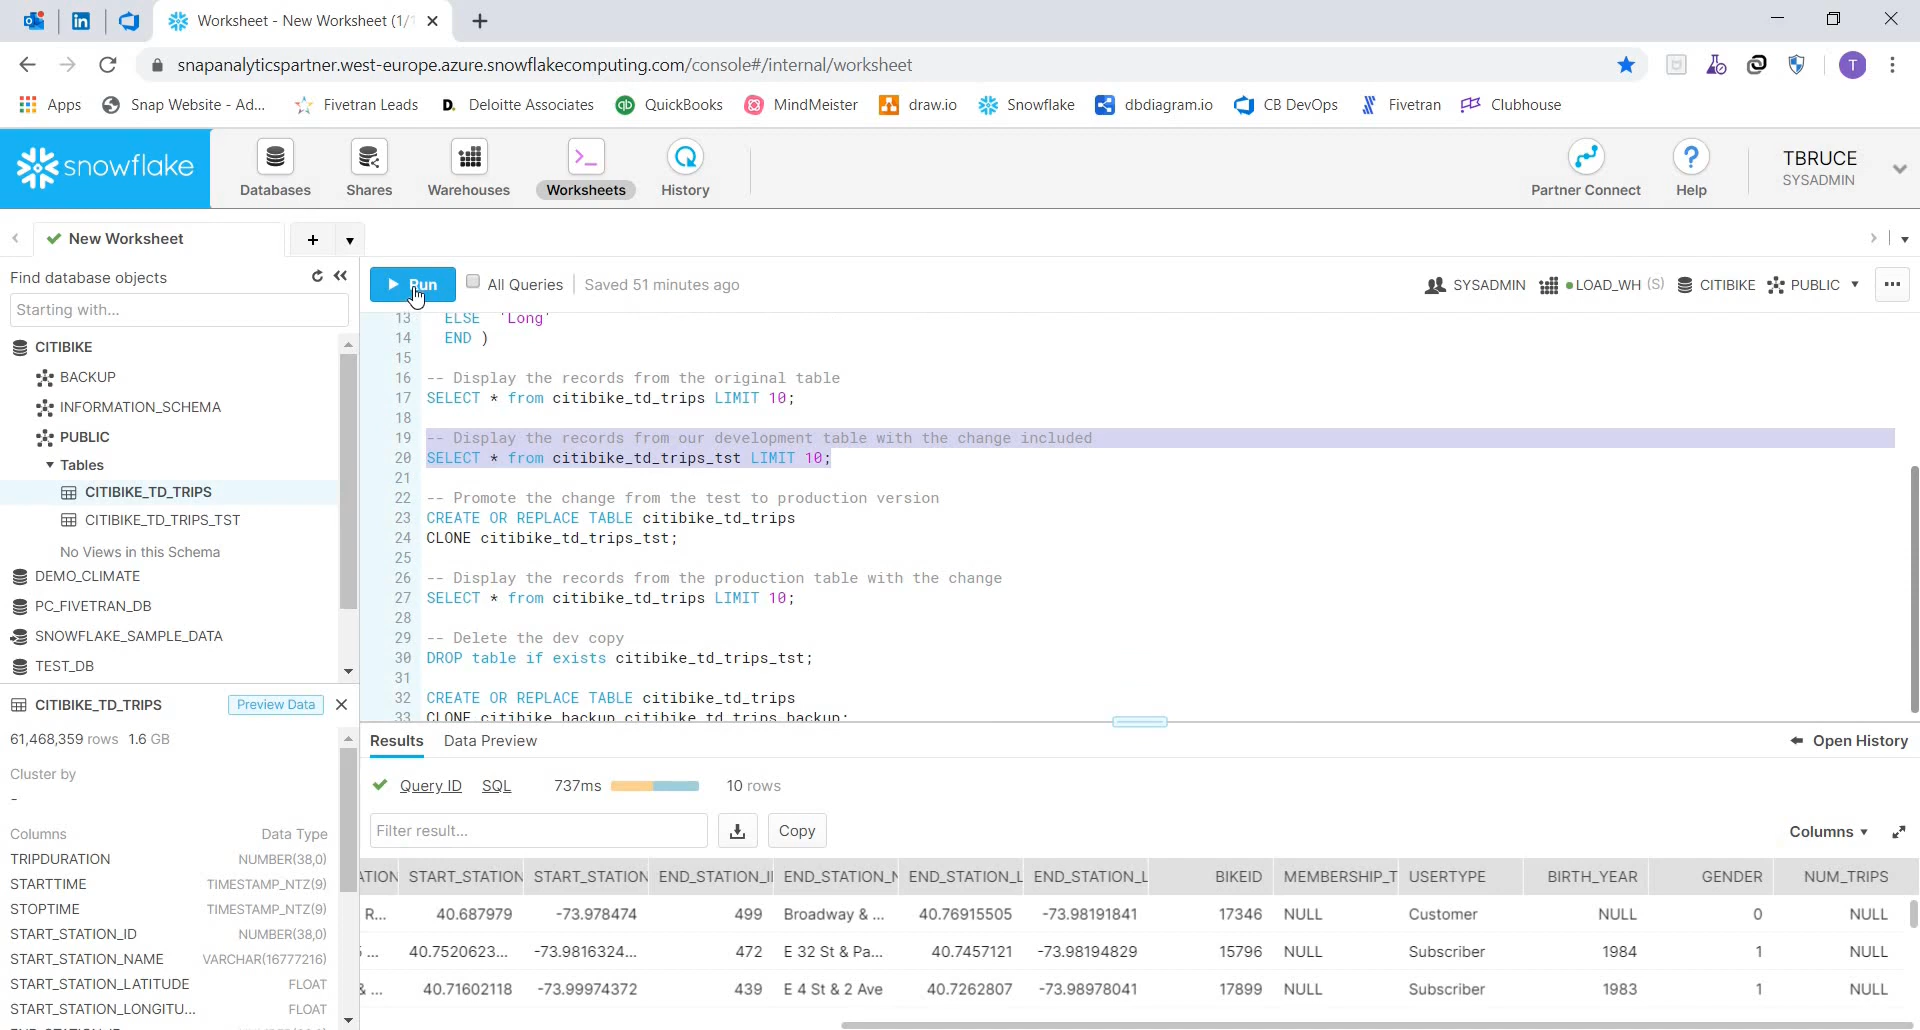 Worksheet - New Worksheet (1/1
snapanalyticspartner.west-europe.azure.snowflakecomputing.com/console#/internal/worksheet
T
Apps
Snap Website - Ad...
Fivetran Leads
D. Deloitte Associates
qb QuickBooks
MindMeister
draw.io
Snowflake
dbdiagram.io
CB DevOps
Fivetran
Clubhouse
snowflake
Databases
Shares
Warehouses
Worksheets
History
Partner Connect
Help
TBRUCE
SYSADMIN
New Worksheet
Find database objects
Starting with...
Run
All Queries
Saved 51 minutes ago
SYSADMIN
LOAD_WH (S)
CITIBIKE
PUBLIC
CITIBIKE
BACKUP
INFORMATION_SCHEMA
PUBLIC
Tables
CITIBIKE_TD_TRIPS
CITIBIKE_TD_TRIPS_TST
No Views in this Schema
DEMO_CLIMATE
PC_FIVETRAN_DB
SNOWFLAKE_SAMPLE_DATA
TEST_DB
13 ELSE 'Long'
14 END )
15
16 -- Display the records from the original table
17 SELECT * from citibike_td_trips LIMIT 10;
18
19 -- Display the records from our development table with the change included
20 SELECT * from citibike_td_trips_tst LIMIT 10;
21
22 -- Promote the change from the test to production version
23 CREATE OR REPLACE TABLE citibike_td_trips
24 CLONE citibike_td_trips_tst;
25
26 -- Display the records from the production table with the change
27 SELECT * from citibike_td_trips LIMIT 10;
28
29 -- Delete the dev copy
30 DROP table if exists citibike_td_trips_tst;
31
32 CREATE OR REPLACE TABLE citibike_td_trips
33 CLONE citibike_backup.citibike_td_trips_backup;
CITIBIKE_TD_TRIPS
Preview Data
61,468,359 rows 1.6 GB
Cluster by
-
Columns Data Type
TRIPDURATION NUMBER(38,0)
STARTTIME TIMESTAMP_NTZ(9)
STOPTIME TIMESTAMP_NTZ(9)
START_STATION_ID NUMBER(38,0)
START_STATION_NAME VARCHAR(16777216)
START_STATION_LATITUDE FLOAT
START_STATION_LONGITU... FLOAT
Results
Data Preview
Open History
Query ID
SQL
737ms
10 rows
Filter result...
Copy
Columns
ATION START_STATION START_STATION END_STATION_I END_STATION_N END_STATION_L END_STATION_L BIKEID MEMBERSHIP_T USERTYPE BIRTH_YEAR GENDER NUM_TRIPS
R... 40.687979 -73.978474 499 Broadway & ... 40.76915505 -73.98191841 17346 NULL Customer NULL 0 NULL
... 40.7520623... -73.9816324... 472 E 32 St & Pa... 40.7457121 -73.98194829 15796 NULL Subscriber 1984 1 NULL
& ... 40.71602118 -73.99974372 439 E 4 St & 2 Ave 40.7262807 -73.98978041 17899 NULL Subscriber 1983 1 NULL